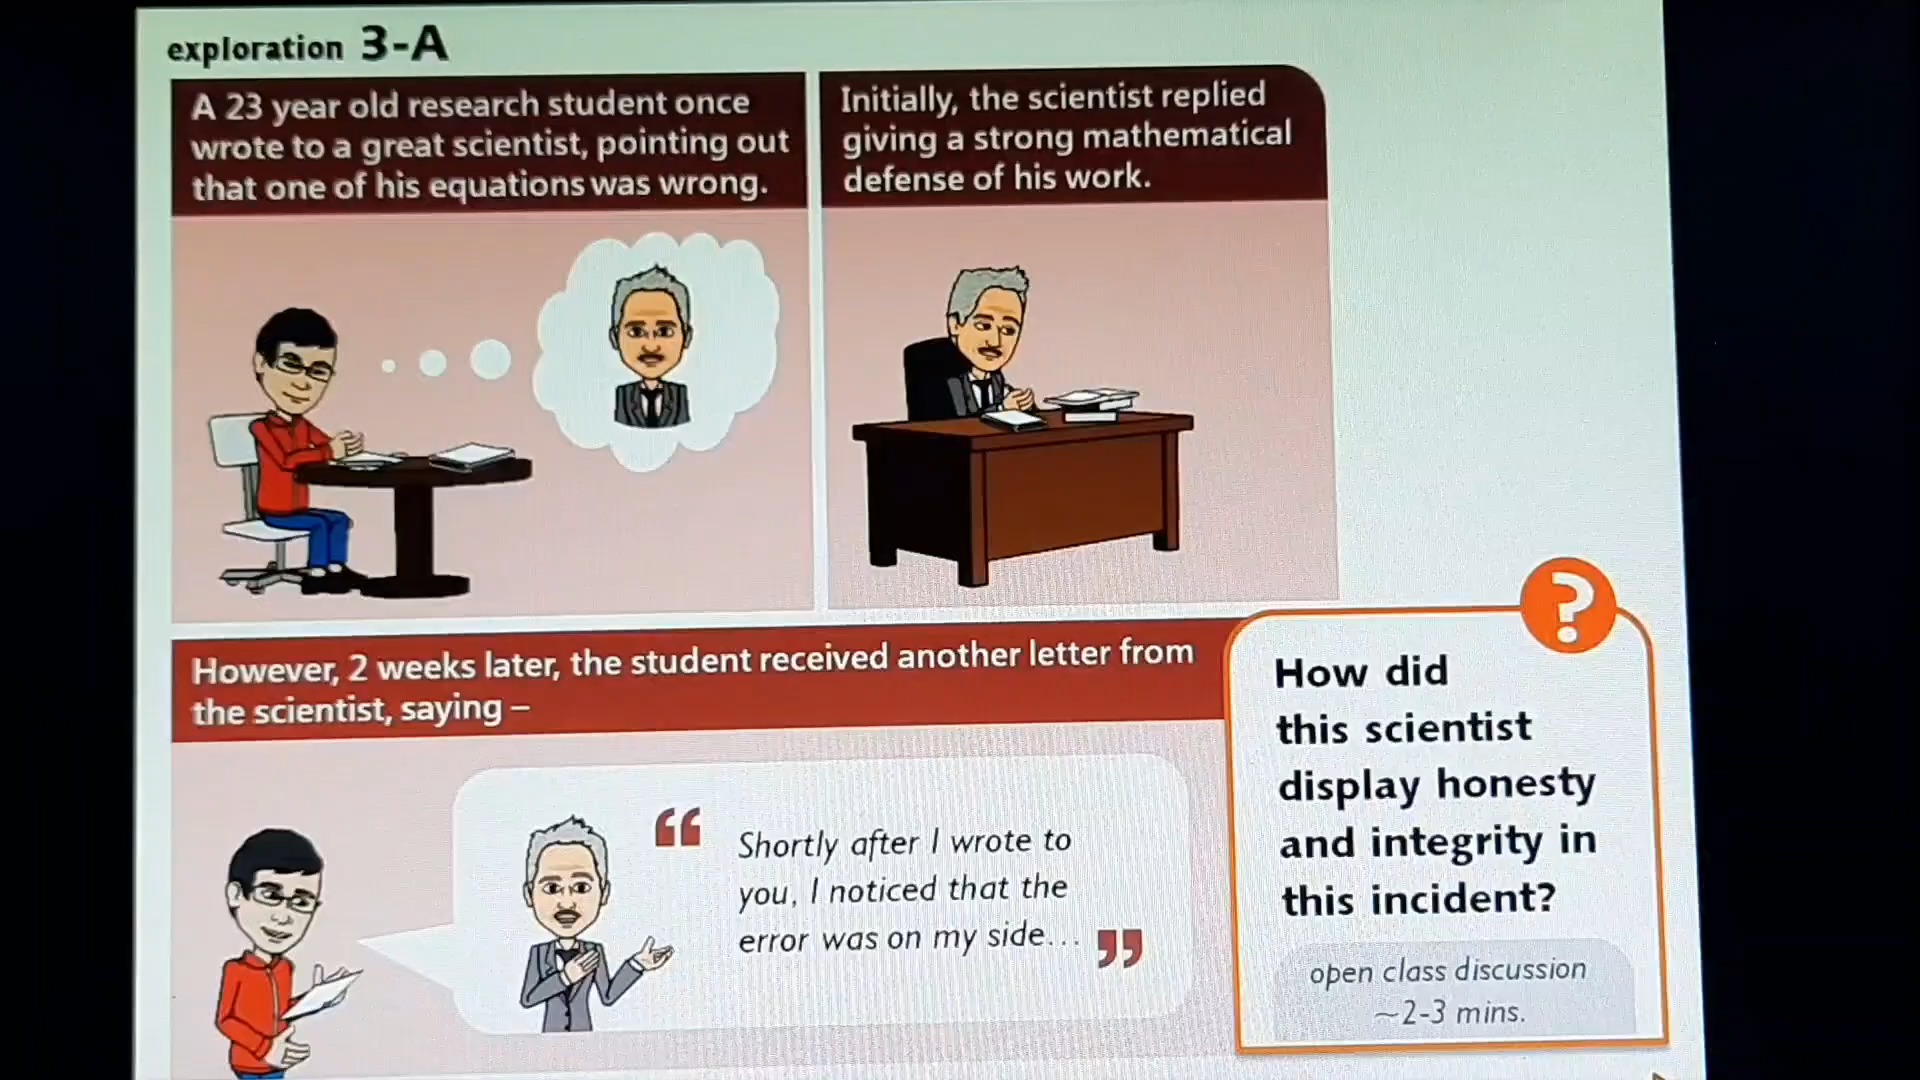 exploration 3-A
A 23 year old research student once
wrote to a great scientist, pointing out
that one of his equations was wrong.
Initially, the scientist replied
giving a strong mathematical
defense of his work.
However, 2 weeks later, the student received another letter from
the scientist, saying –
“ Shortly after I wrote to
you, I noticed that the
error was on my side... ”
?
How did
this scientist
display honesty
and integrity in
this incident?
open class discussion
~2-3 mins.